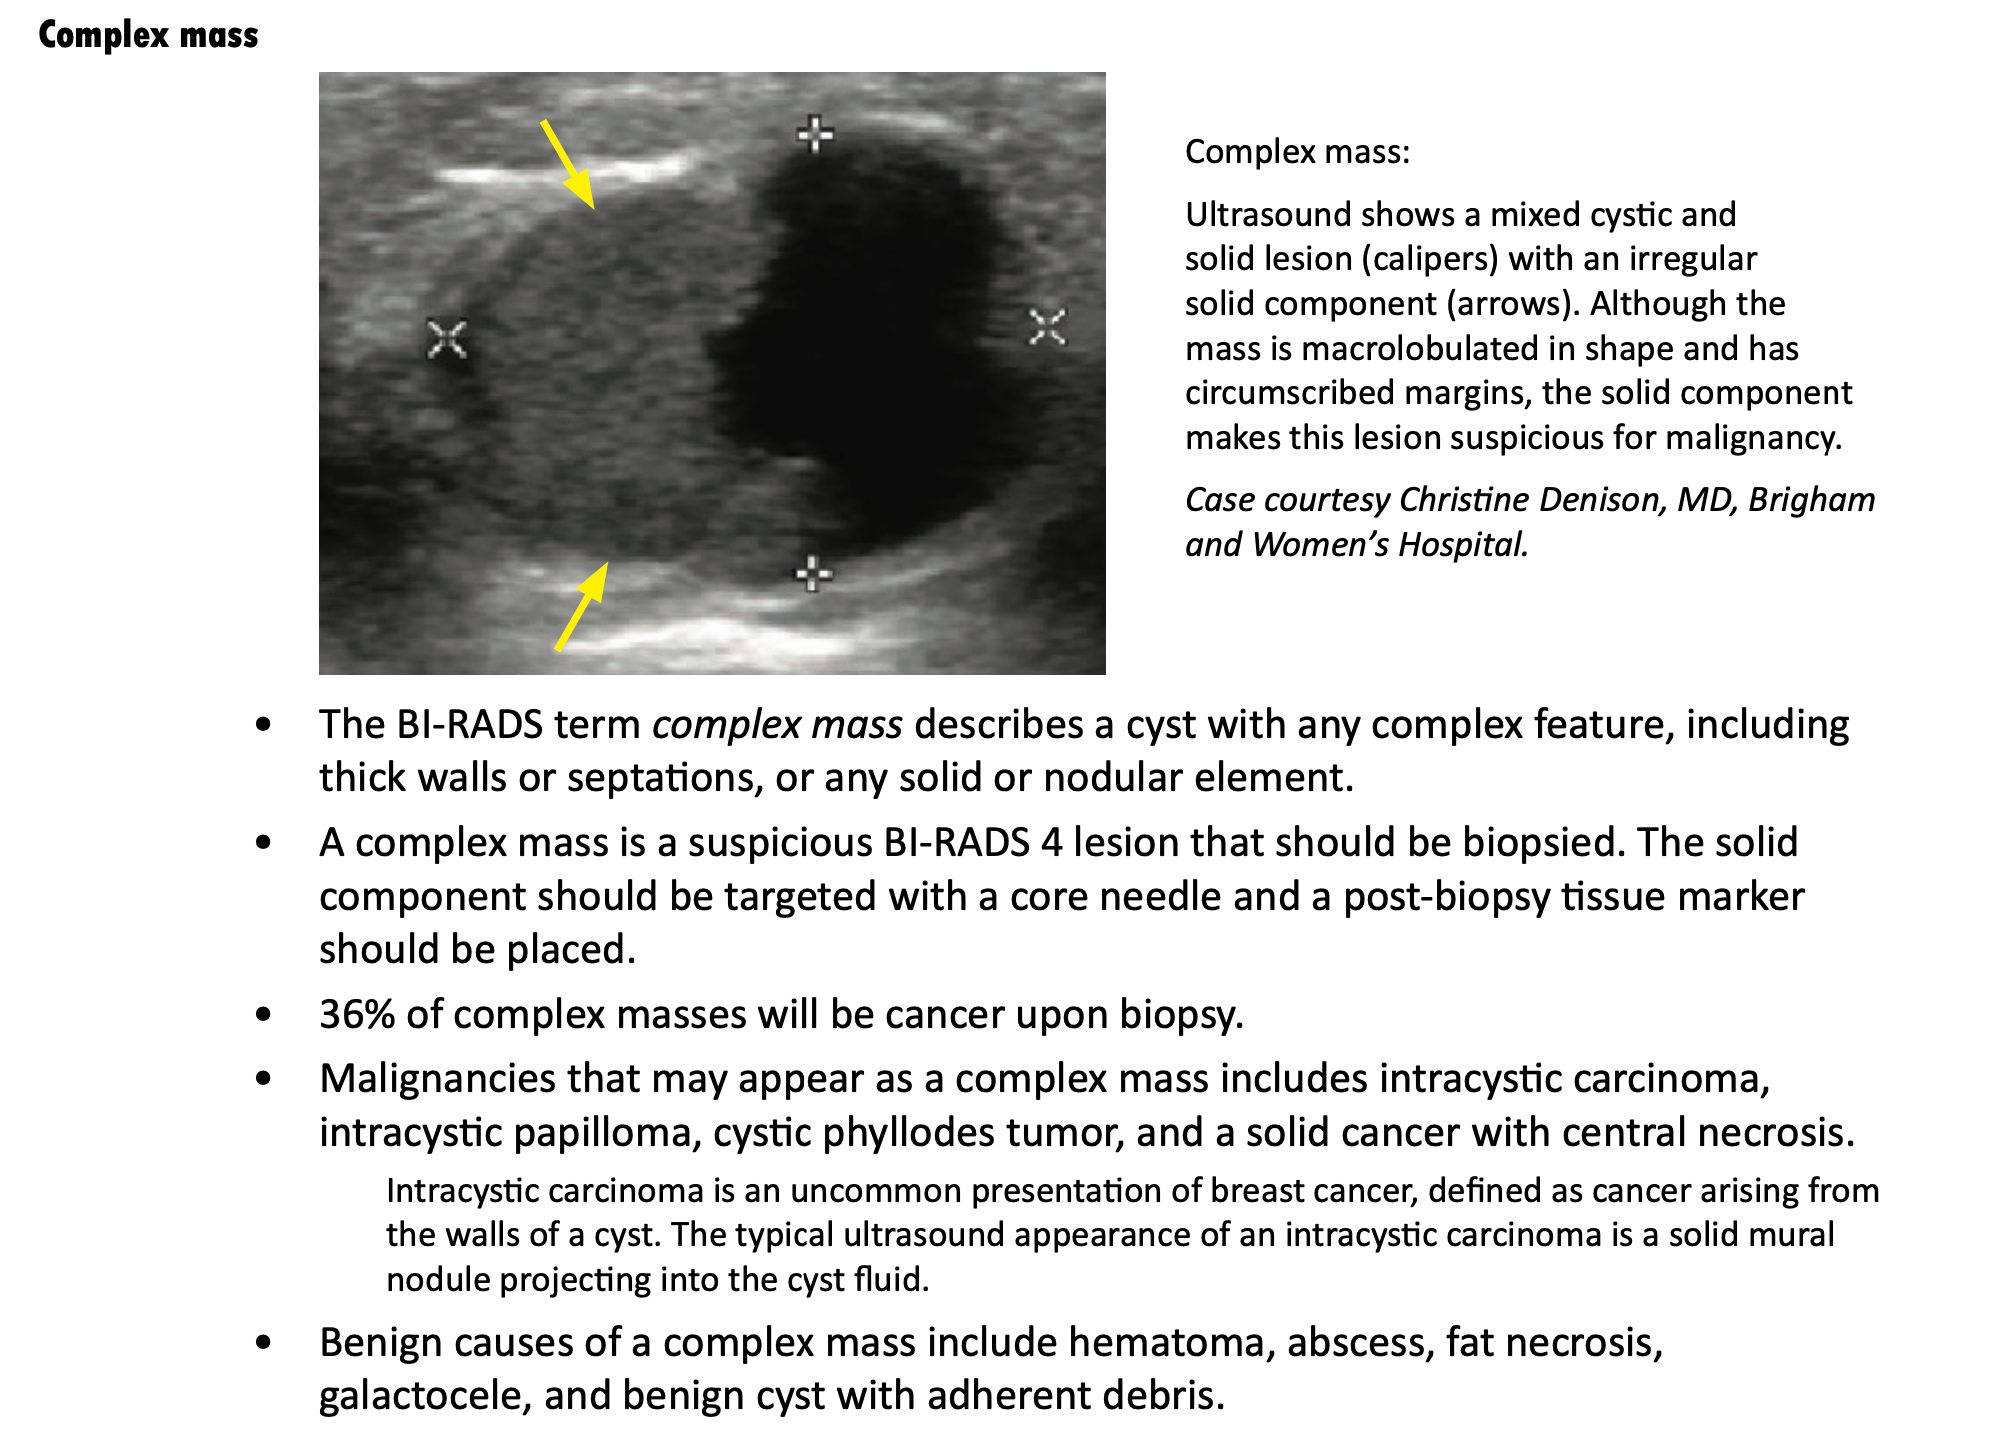 Complex mass
Complex mass:
Ultrasound shows a mixed cystic and
solid lesion (calipers) with an irregular
solid component (arrows). Although the
mass is macrolobulated in shape and has
circumscribed margins, the solid component
makes this lesion suspicious for malignancy.
Case courtesy Christine Denison, MD, Brigham
and Women’s Hospital.
• The BI-RADS term complex mass describes a cyst with any complex feature, including
thick walls or septations, or any solid or nodular element.
• A complex mass is a suspicious BI-RADS 4 lesion that should be biopsied. The solid
component should be targeted with a core needle and a post-biopsy tissue marker
should be placed.
• 36% of complex masses will be cancer upon biopsy.
• Malignancies that may appear as a complex mass includes intracystic carcinoma,
intracystic papilloma, cystic phyllodes tumor, and a solid cancer with central necrosis.
Intracystic carcinoma is an uncommon presentation of breast cancer, defined as cancer arising from
the walls of a cyst. The typical ultrasound appearance of an intracystic carcinoma is a solid mural
nodule projecting into the cyst fluid.
• Benign causes of a complex mass include hematoma, abscess, fat necrosis,
galactocele, and benign cyst with adherent debris.